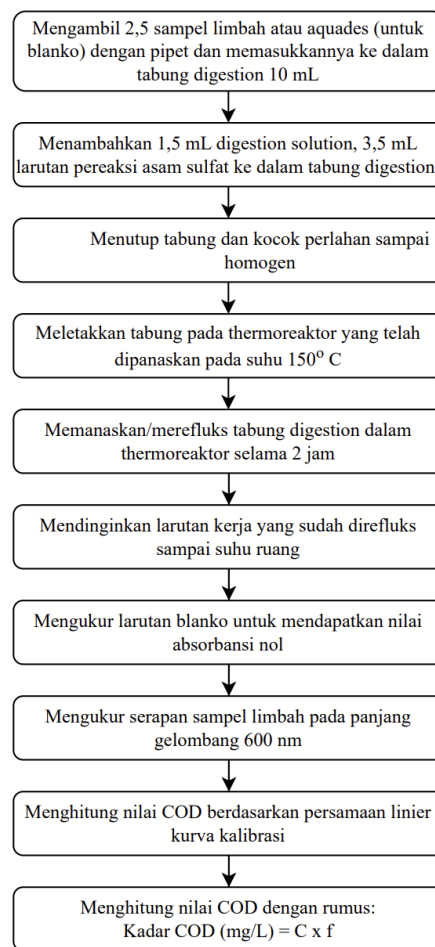 Mengambil 2,5 sampel limbah atau aquades (untuk
blanko) dengan pipet dan memasukkannya ke dalam
tabung digestion 10 mL
Menambahkan 1,5 mL digestion solution, 3,5 mL
larutan pereaksi asam sulfat ke dalam tabung digestion
Menutup tabung dan kocok perlahan sampai
homogen
Meletakkan tabung pada thermoreaktor yang telah
dipanaskan pada suhu 150° C
Memanaskan/merefluks tabung digestion dalam
thermoreaktor selama 2 jam
Mendinginkan larutan kerja yang sudah direfluks
sampai suhu ruang
Mengukur larutan blanko untuk mendapatkan nilai
absorbansi nol
Mengukur serapan sampel limbah pada panjang
gelombang 600 nm
Menghitung nilai COD berdasarkan persamaan linier
kurva kalibrasi
Menghitung nilai COD dengan rumus:
Kadar COD (mg/L) = C x f